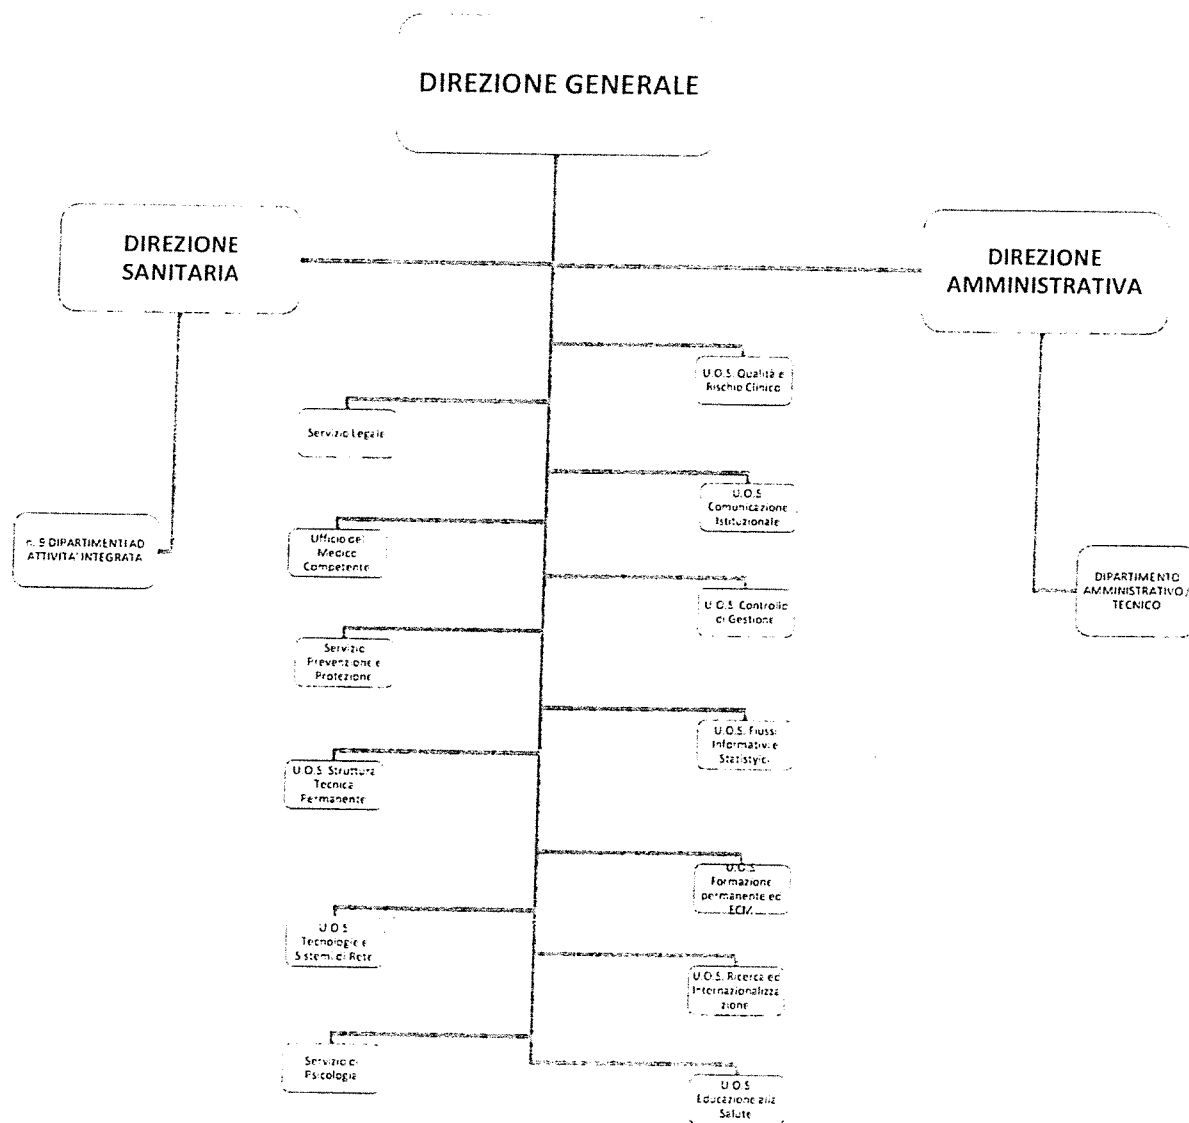 DIREZIONE GENERALE
DIREZIONE
SANITARIA
DIREZIONE
AMMINISTRATIVA
U.O.S. Qualità e
Rischio Clinico
Servizio Legale
U.O.S
Comunicazione
Istituzionale
Ufficio del
Medico
Competente
n. 9 DIPARTIMENTI AD
ATTIVITA' INTEGRATA
DIPARTIMENTO
AMMINISTRATIVO/
TECNICO
U.O.S. Controllo
di Gestione
Servizio
Prevenzione e
Protezione
U.O.S. Flussi
Informativi e
Statistyici
U.O.S. Struttura
Tecnica
Permanente
U.O.S
Formazione
permanente ed
ECM
U.O.S
Tecnologie e
Sistemi di Rete
U.O.S. Ricerca ed
Internazionalizza
zione
Servizio di
Psicologia
U.O.S
Educazione alla
Salute